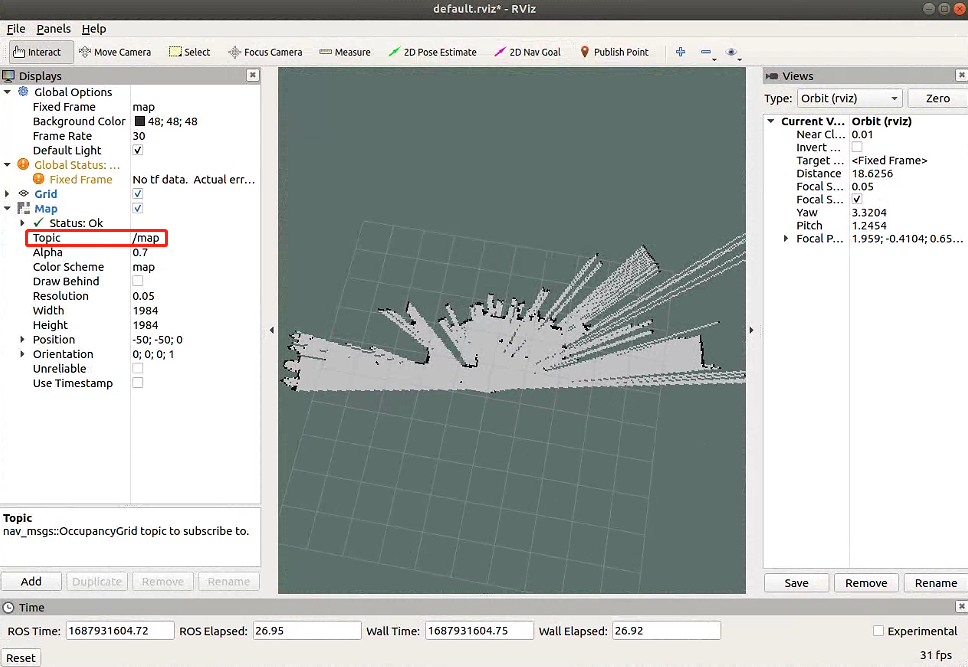 default.rviz* - RViz
File Panels Help
Interact Move Camera Select Focus Camera Measure 2D Pose Estimate 2D Nav Goal Publish Point
Displays
Global Options
Fixed Frame map
Background Color 48; 48; 48
Frame Rate 30
Default Light
Global Status: ...
Fixed Frame No tf data. Actual err...
Grid
Map
Status: Ok
Topic /map
Alpha 0.7
Color Scheme map
Draw Behind
Resolution 0.05
Width 1984
Height 1984
Position -50; -50; 0
Orientation 0; 0; 0; 1
Unreliable
Use Timestamp
Topic
nav_msgs::OccupancyGrid topic to subscribe to.
Add Duplicate Remove Rename
Views
Type: Orbit (rviz) Zero
Current V... Orbit (rviz)
Near Cl... 0.01
Invert ...
Target ... <Fixed Frame>
Distance 18.6256
Focal S... 0.05
Focal S...
Yaw 3.3204
Pitch 1.2454
Focal P... 1.959; -0.4104; 0.65...
Save Remove Rename
Time
ROS Time: 1687931604.72 ROS Elapsed: 26.95 Wall Time: 1687931604.75 Wall Elapsed: 26.92 Experimental
Reset 31 fps